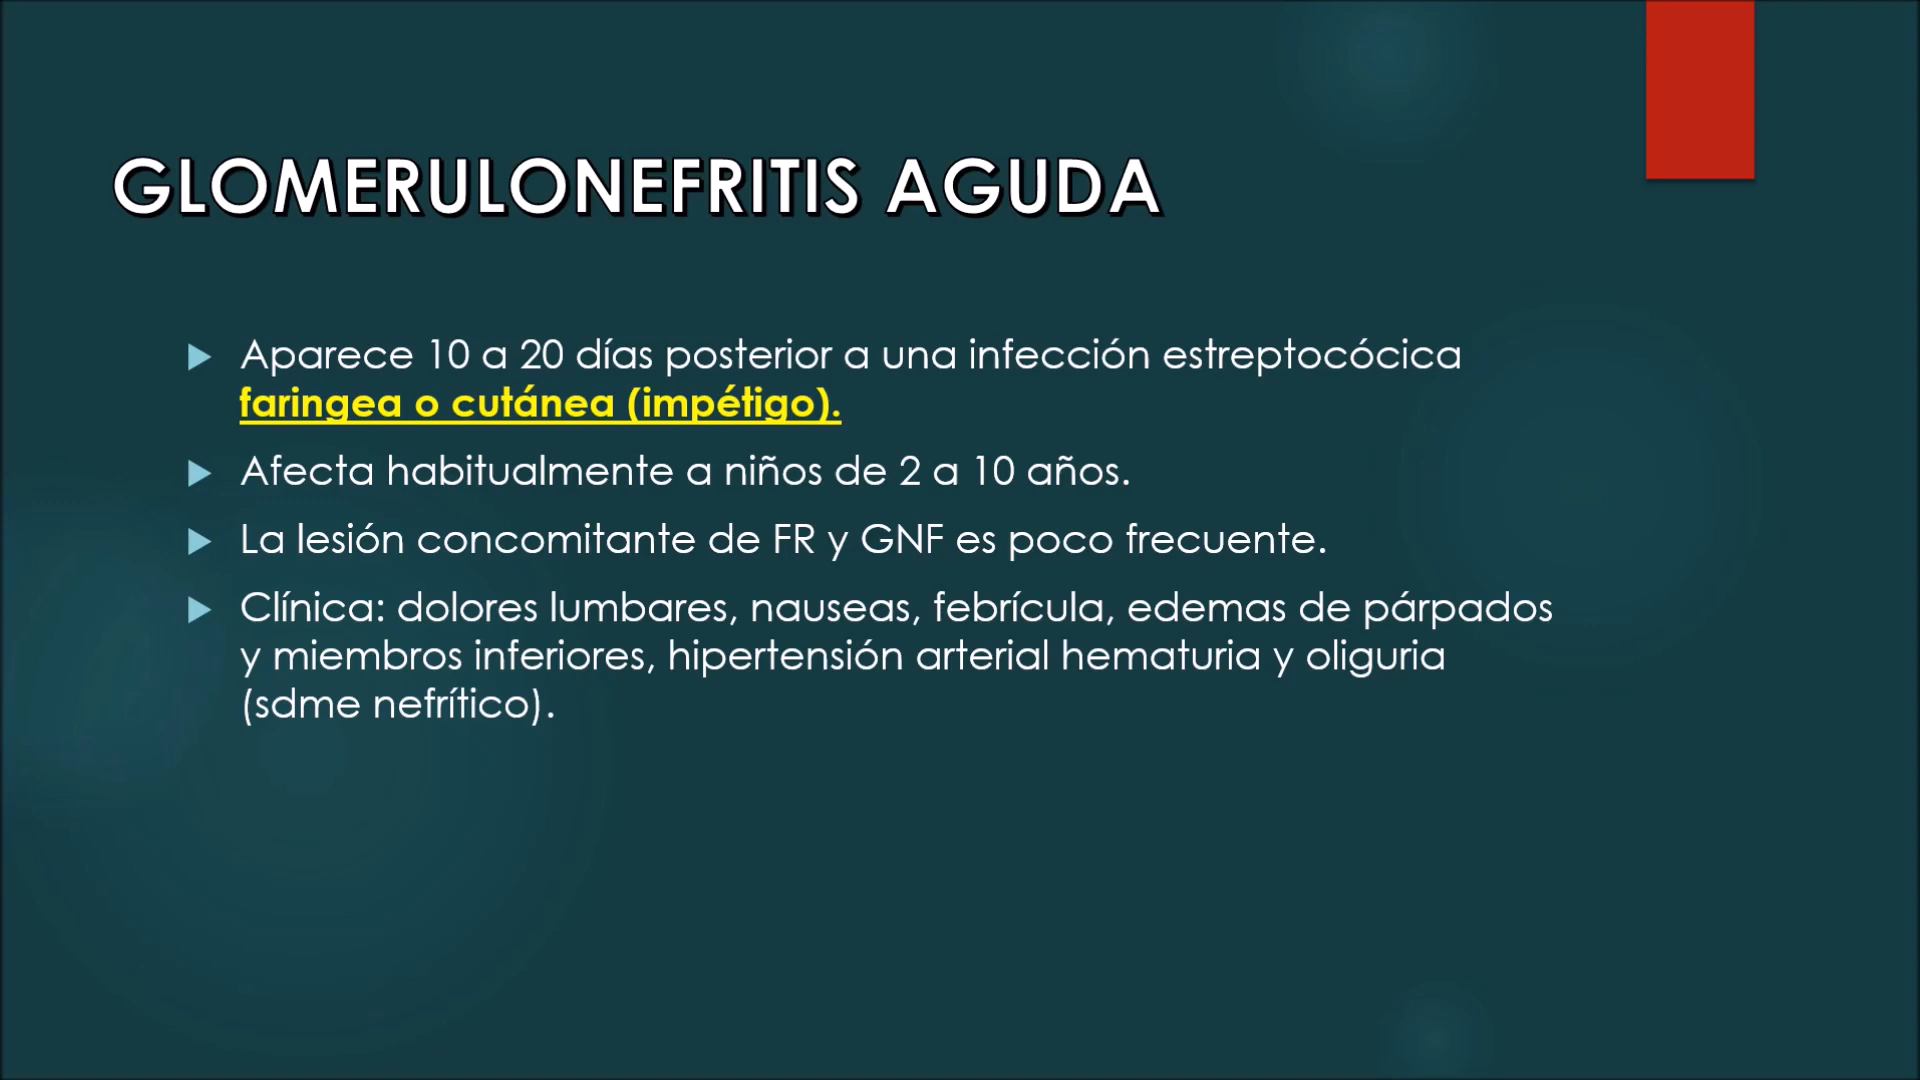 GLOMERULONEFRITIS AGUDA
Aparece 10 a 20 días posterior a una infección estreptocócica
faringea o cutánea (impétigo).
Afecta habitualmente a niños de 2 a 10 años.
La lesión concomitante de FR y GNF es poco frecuente.
Clínica: dolores lumbares, nauseas, febrícula, edemas de párpados
y miembros inferiores, hipertensión arterial hematuria y oliguria
(sdme nefrítico).